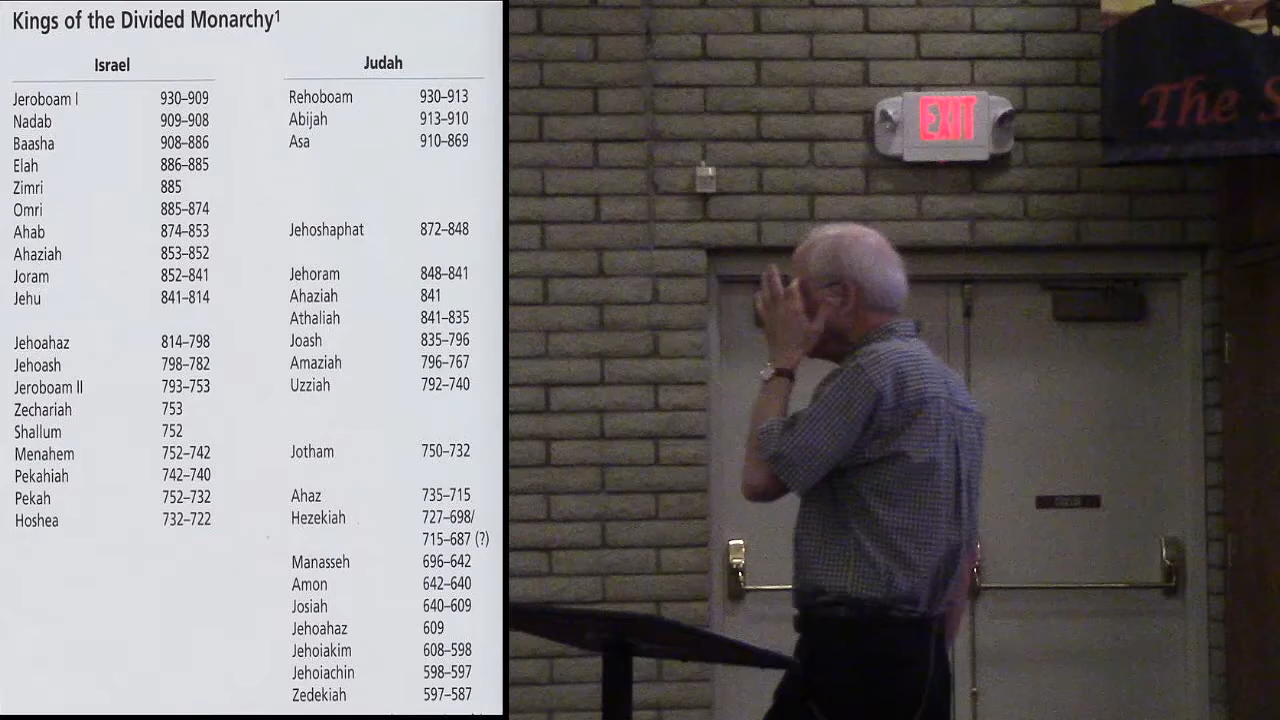 Kings of the Divided Monarchy¹
Israel Judah
Jeroboam I 930–909 Rehoboam 930–913
Nadab 909–908 Abijah 913–910
Baasha 908–886 Asa 910–869
Elah 886–885
Zimri 885
Omri 885–874
Ahab 874–853 Jehoshaphat 872–848
Ahaziah 853–852
Joram 852–841 Jehoram 848–841
Jehu 841–814 Ahaziah 841
Athaliah 841–835
Jehoahaz 814–798 Joash 835–796
Jehoash 798–782 Amaziah 796–767
Jeroboam II 793–753 Uzziah 792–740
Zechariah 753
Shallum 752
Menahem 752–742 Jotham 750–732
Pekahiah 742–740
Pekah 752–732 Ahaz 735–715
Hoshea 732–722 Hezekiah 727–698/
715–687 (?)
Manasseh 696–642
Amon 642–640
Josiah 640–609
Jehoahaz 609
Jehoiakim 608–598
Jehoiachin 598–597
Zedekiah 597–587
EXIT
The S